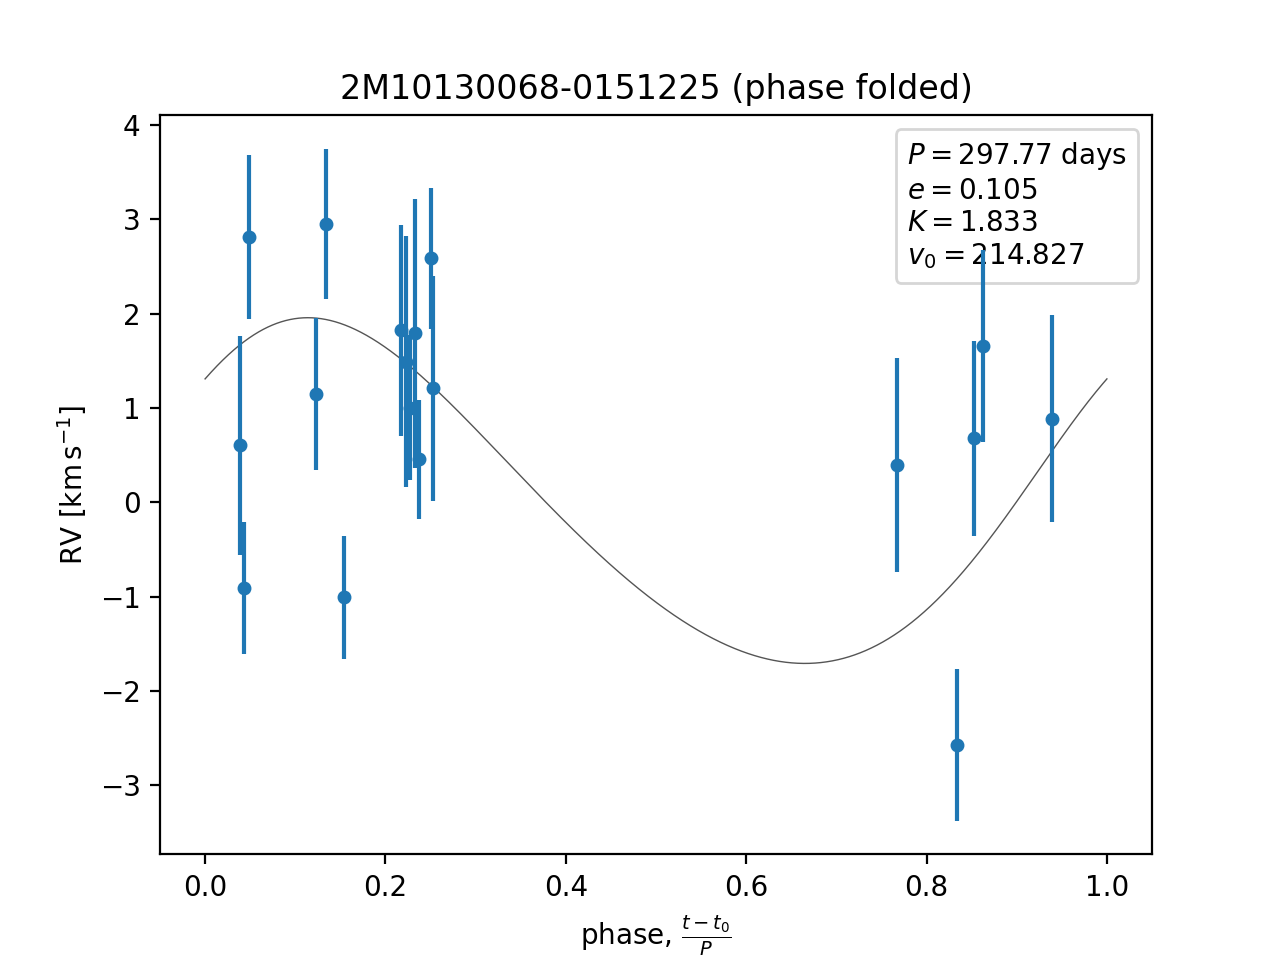 2M10130068-0151225 (phase folded)
P = 297.77 days
e = 0.105
K = 1.833
v₀ = 214.827
RV [km s⁻¹]
4
3
2
1
0
−1
−2
−3
0.0 0.2 0.4 0.6 0.8 1.0
phase, (t − t₀)/P